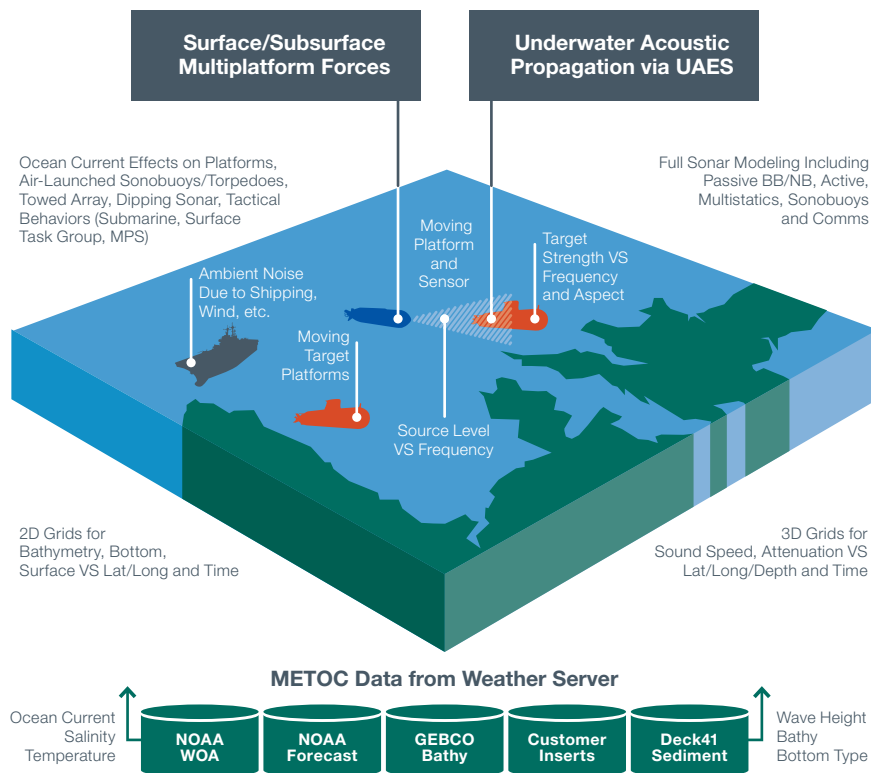 Surface/Subsurface
Multiplatform Forces
Underwater Acoustic
Propagation via UAES
Ocean Current Effects on Platforms,
Air-Launched Sonobuoys/Torpedoes,
Towed Array, Dipping Sonar, Tactical
Behaviors (Submarine, Surface
Task Group, MPS)
Full Sonar Modeling Including
Passive BB/NB, Active,
Multistatics, Sonobuoys
and Comms
Moving
Platform
and
Sensor
Target
Strength VS
Frequency
and Aspect
Ambient Noise
Due to Shipping,
Wind, etc.
Moving
Target
Platforms
Source Level
VS Frequency
2D Grids for
Bathymetry, Bottom,
Surface VS Lat/Long and Time
3D Grids for
Sound Speed, Attenuation VS
Lat/Long/Depth and Time
METOC Data from Weather Server
Ocean Current
Salinity
Temperature
NOAA
WOA
NOAA
Forecast
GEBCO
Bathy
Customer
Inserts
Deck41
Sediment
Wave Height
Bathy
Bottom Type